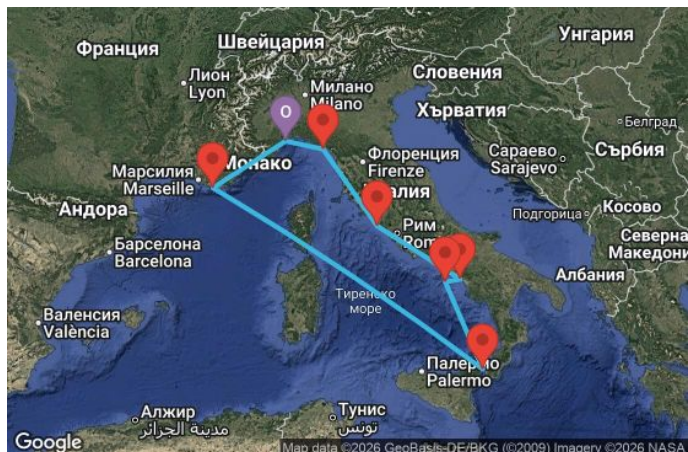 Франция
Швейцария
Унгария
Лион
Lyon
Милано
Milano
Словения
Хърватия
Белград
O
Марсилия
Marseille
Монако
Флоренция
Firenze
Сараево
Sarajevo
Сърбия
Италия
Андора
Рим
Подгорица
Косово
Северна
Македони
Барселона
Barcelona
Албания
Валенсия
València
Тиренско
море
Палермо
Palermo
Алжир
مدينة الجزائر
Тунис
تونس
Google
Map data ©2026 GeoBasis-DE/BKG (©2009) Imagery ©2026 NASA